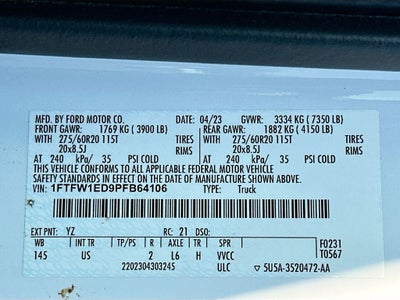 MFD. BY FORD MOTOR CO. 04/23 GVWR: 3334 KG ( 7350 LB)
FRONT GAWR: 1769 KG ( 3900 LB) REAR GAWR: 1882 KG ( 4150 LB)
275/60R20 115T TIRES 275/60R20 115T TIRES
20x8.5J RIMS 20x8.5J RIMS
AT 240 kPa/ 35 PSI COLD AT 240 kPa/ 35 PSI COLD
THIS VEHICLE CONFORMS TO ALL APPLICABLE FEDERAL MOTOR VEHICLE
SAFETY STANDARDS IN EFFECT ON THE DATE OF MANUFACTURE SHOWN ABOVE
VIN: 1FTFW1ED9PFB64106 TYPE: Truck
EXT PNT: YZ RC: 21 DSO:
WB INT TR TP/PS R AXLE TR SPR F0231
145 US 2 L6 H VVCC T0567
2202304303245 ULC 5U5A-3520472-AA